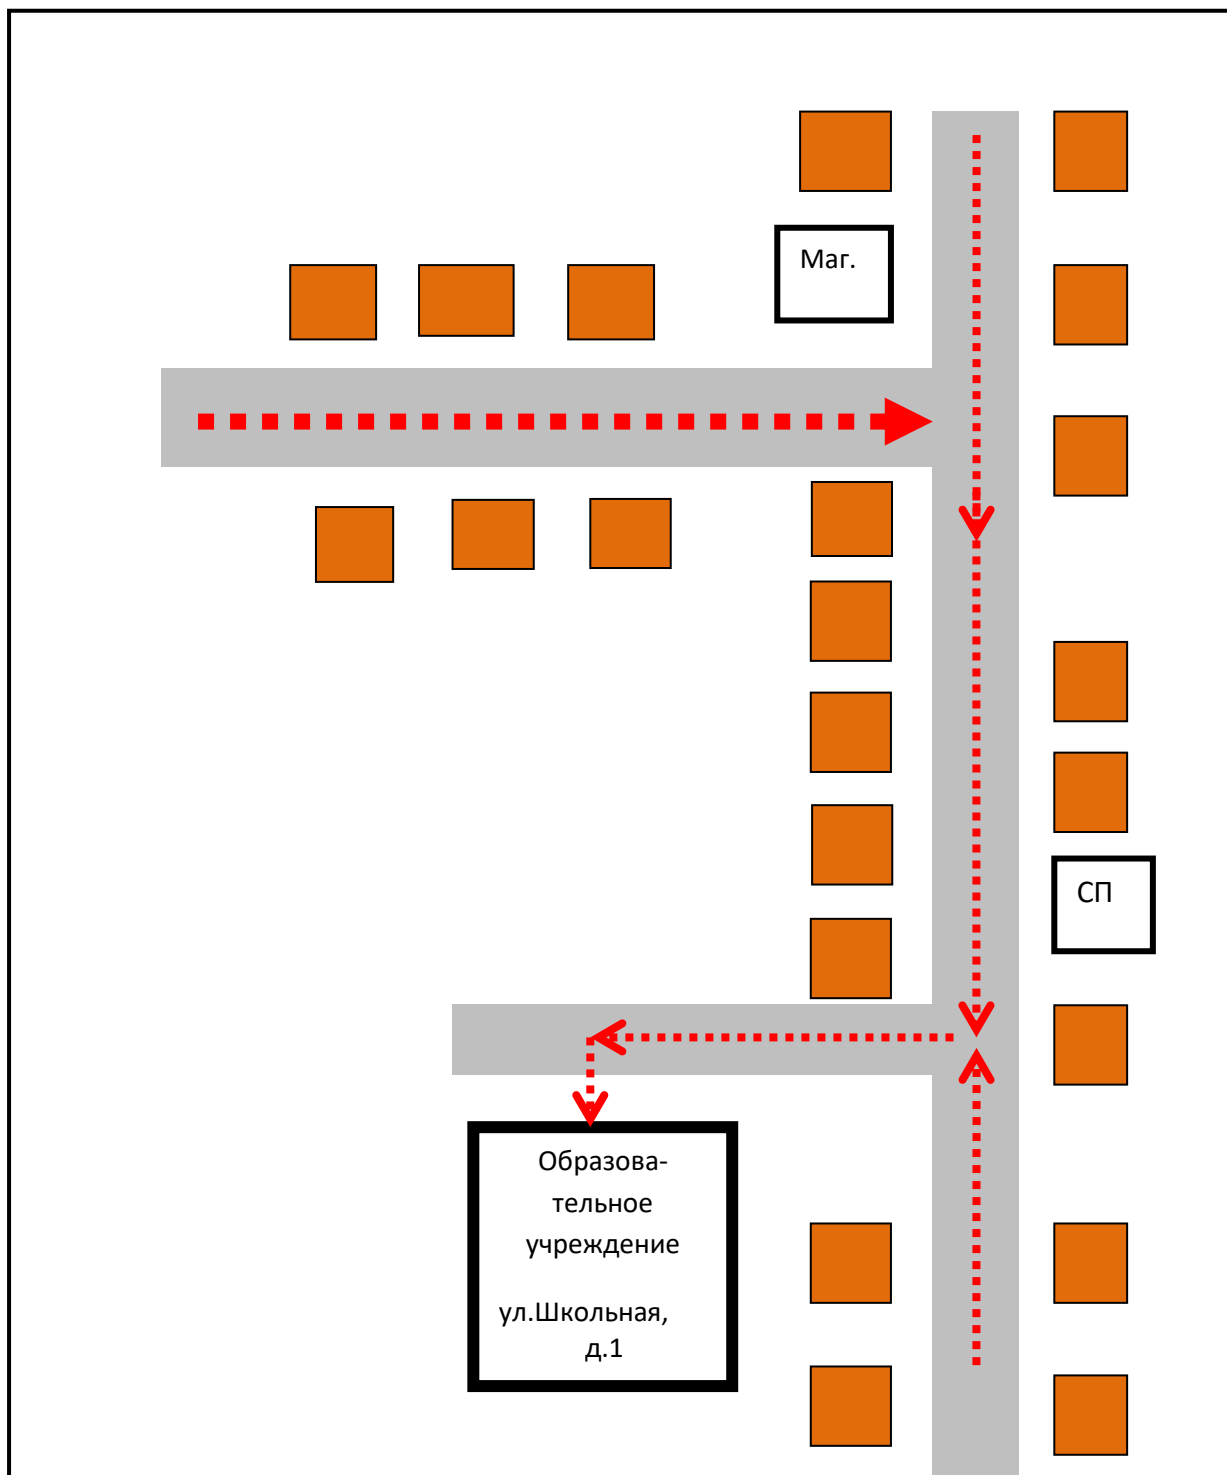 Маг.
СП
Образова-
тельное
учреждение
ул.Школьная,
д.1